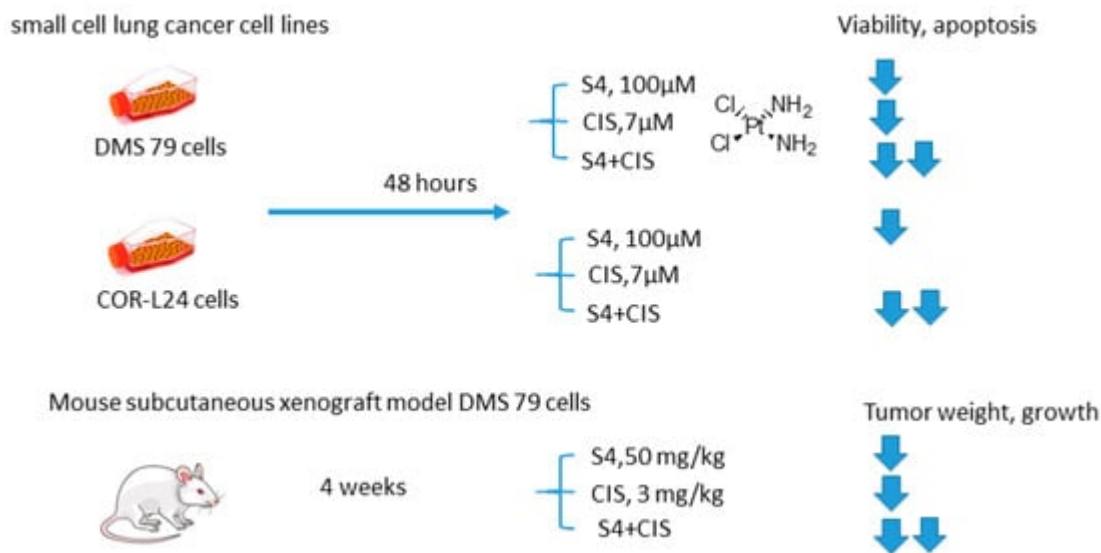 small cell lung cancer cell lines
Viability, apoptosis
DMS 79 cells
S4, 100µM
CIS,7µM
S4+CIS
Cl
NH2
Pt
Cl
NH2
48 hours
COR-L24 cells
S4, 100µM
CIS,7µM
S4+CIS
Mouse subcutaneous xenograft model DMS 79 cells
Tumor weight, growth
4 weeks
S4,50 mg/kg
CIS, 3 mg/kg
S4+CIS